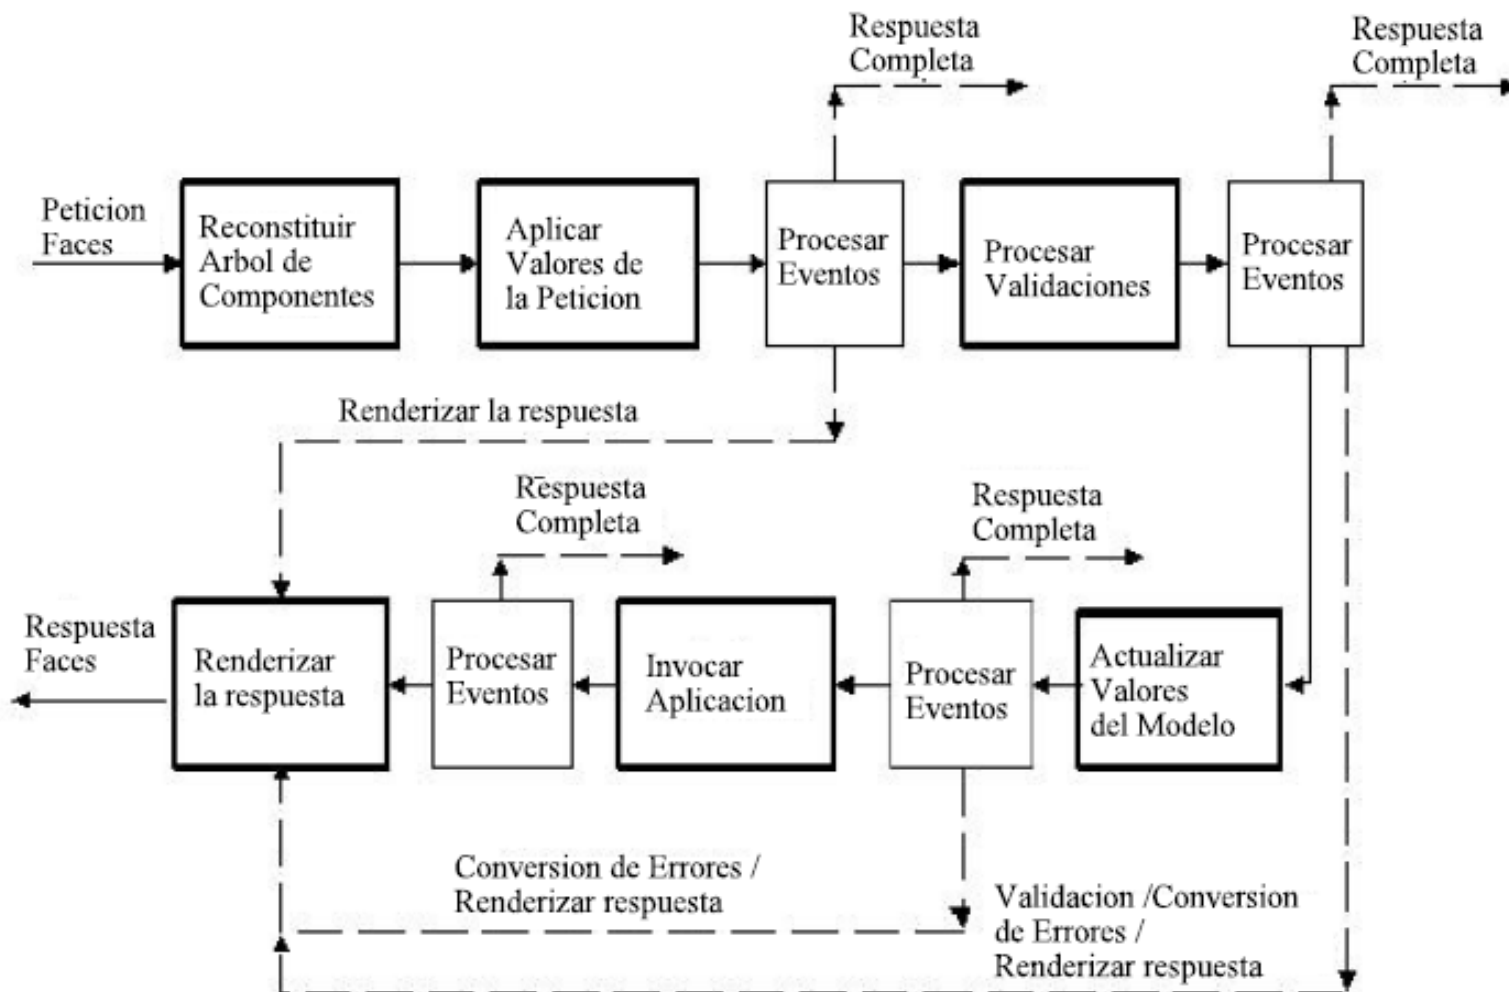 Respuesta
Completa
Respuesta
Completa
Peticion
Faces
Reconstituir
Arbol de
Componentes
Aplicar
Valores de
la Peticion
Procesar
Eventos
Procesar
Validaciones
Procesar
Eventos
Renderizar la respuesta
Respuesta
Completa
Respuesta
Completa
Respuesta
Faces
Renderizar
la respuesta
Procesar
Eventos
Invocar
Aplicacion
Procesar
Eventos
Actualizar
Valores
del Modelo
Conversion de Errores /
Renderizar respuesta
Validacion /Conversion
de Errores /
Renderizar respuesta